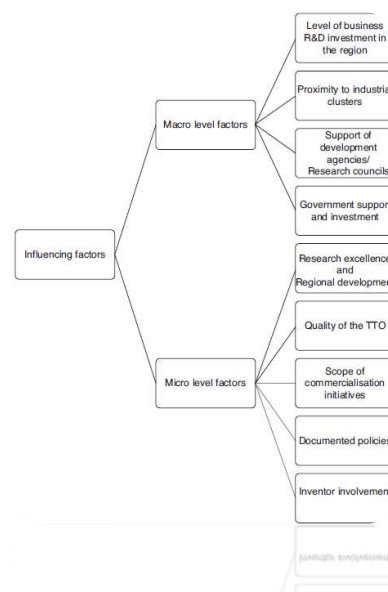 Level of business
R&D investment in
the region
Macro level factors
Proximity to industria
clusters
Support of
development
agencies/
Research councils
Government suppor
and investment
Influencing factors
Research excellence
and
Regional developmen
Quality of the TTO
Micro level factors
Scope of
commercialisation
initiatives
Documented policies
Inventor involvemen